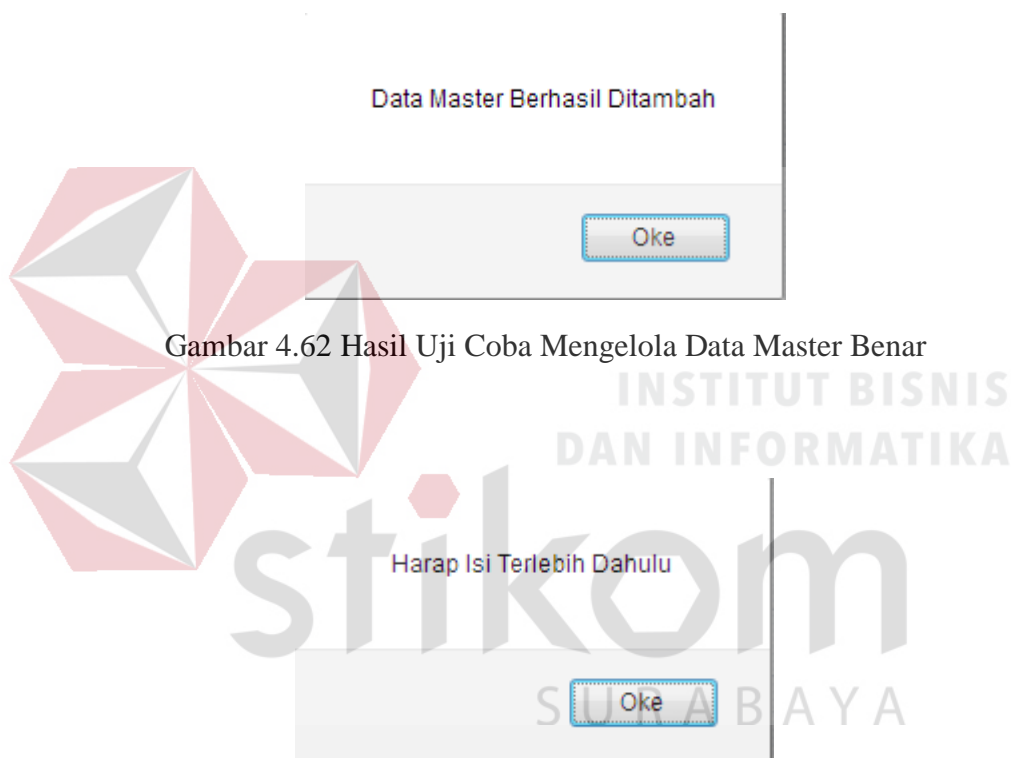 Data Master Berhasil Ditambah
Oke
Gambar 4.62 Hasil Uji Coba Mengelola Data Master Benar
INSTITUT BISNIS
DAN INFORMATIKA
stikom
Harap Isi Terlebih Dahulu
Oke
SURABAYA